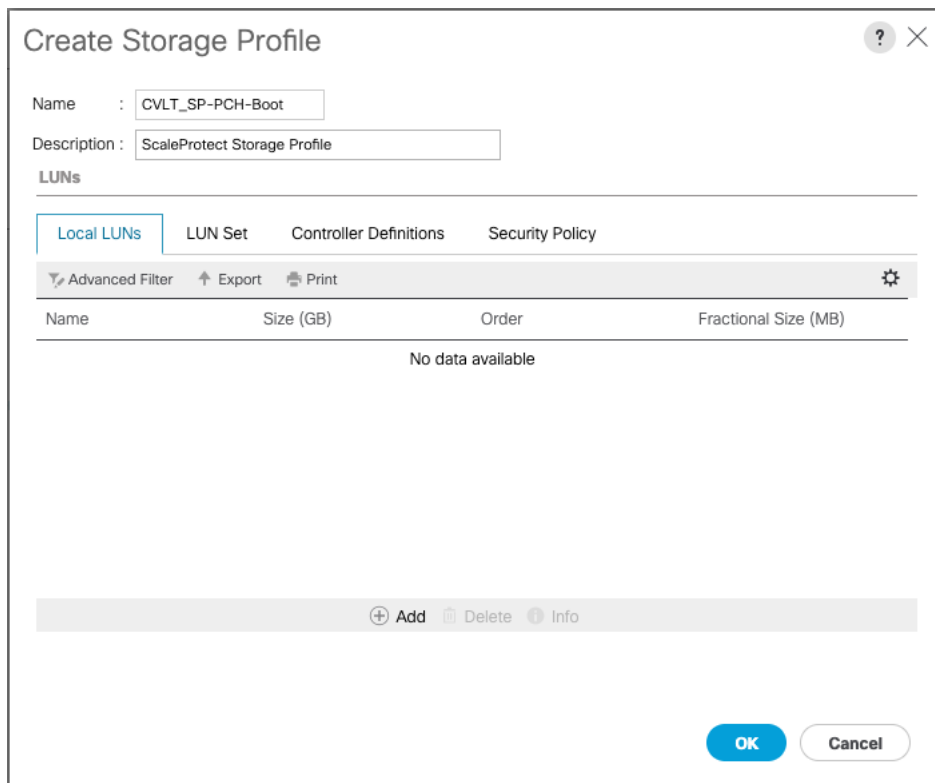 Create Storage Profile ?
Name : CVLT_SP-PCH-Boot
Description : ScaleProtect Storage Profile
LUNs
Local LUNs LUN Set Controller Definitions Security Policy
Advanced Filter Export Print
Name Size (GB) Order Fractional Size (MB)
No data available
Add Delete Info
OK Cancel